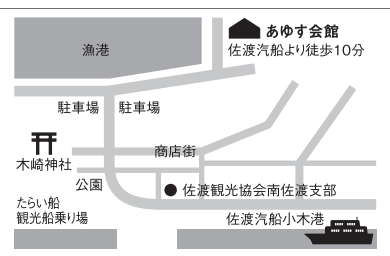 あゆす会館
佐渡汽船より徒歩10分
漁港
駐車場
駐車場
木崎神社
商店街
公園
佐渡観光協会南佐渡支部
たらい船
観光船乗り場
佐渡汽船小木港